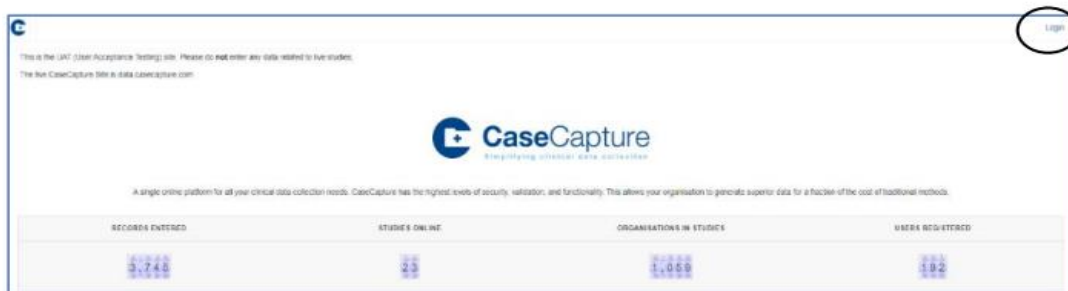 Login
This is the UAT (User Acceptance Testing) site. Please do not enter any data related to live studies.
The live CaseCapture Site is data.casecapture.com
CaseCapture
Simplifying clinical data collection
A single online platform for all your clinical data collection needs. CaseCapture has the highest levels of security, validation, and functionality. This allows your organisation to generate superior data for a fraction of the cost of traditional methods.
RECORDS ENTERED STUDIES ONLINE ORGANISATIONS IN STUDIES USERS REGISTERED
23 1,059 192